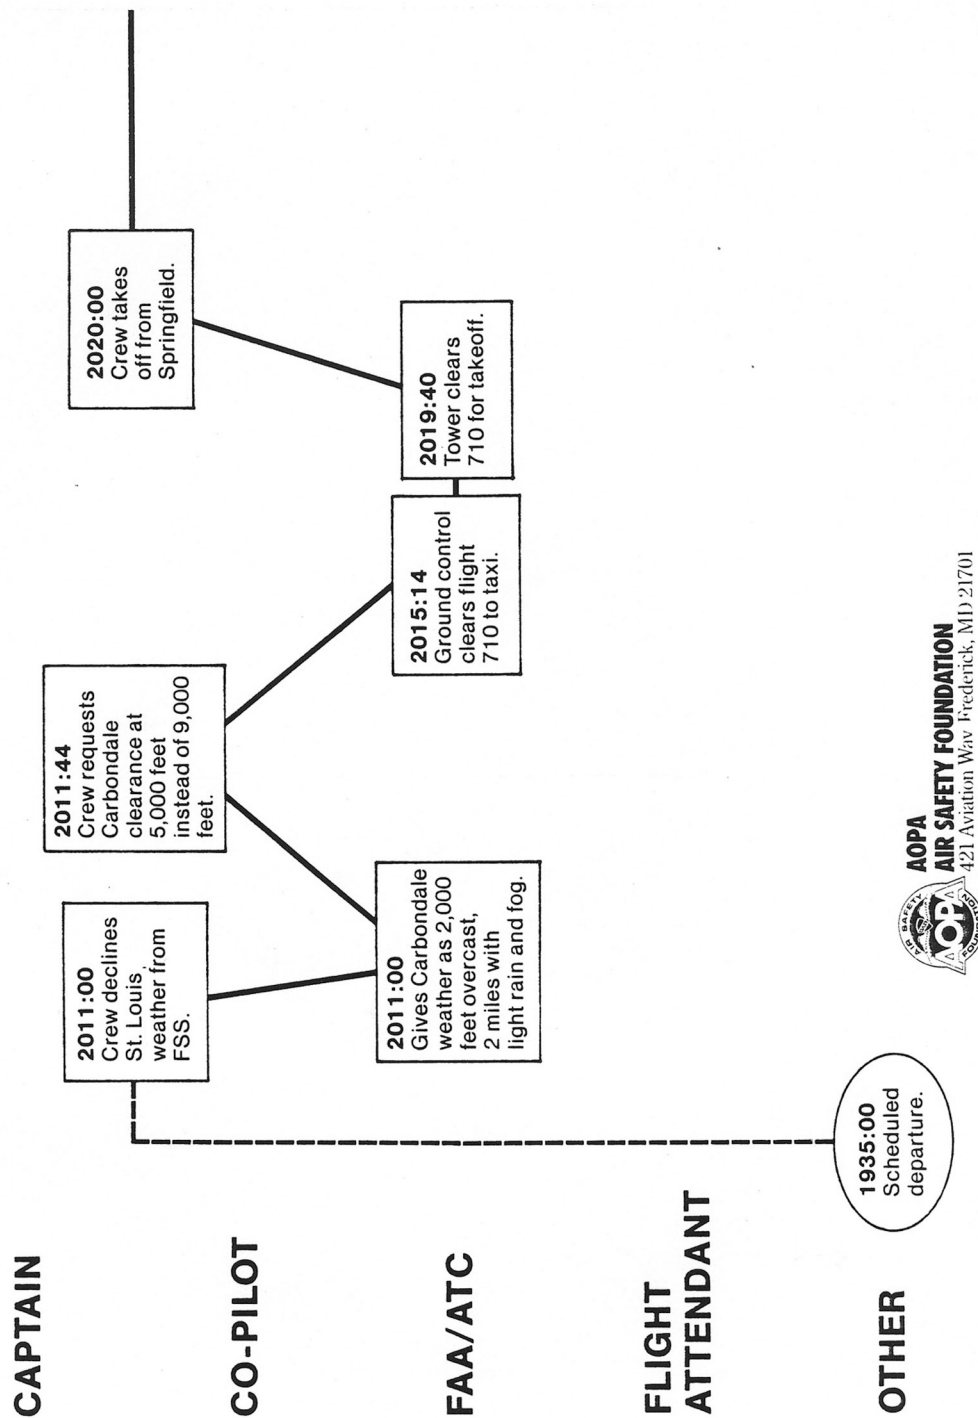 CAPTAIN
CO-PILOT
FAA/ATC
FLIGHT
ATTENDANT
OTHER
1935:00
Scheduled
departure.
2011:00
Crew declines
St. Louis
weather from
FSS.
2011:00
Gives Carbondale
weather as 2,000
feet overcast,
2 miles with
light rain and fog.
2011:44
Crew requests
Carbondale
clearance at
5,000 feet
instead of 9,000
feet.
2015:14
Ground control
clears flight
710 to taxi.
2019:40
Tower clears
710 for takeoff.
2020:00
Crew takes
off from
Springfield.
AIR SAFETY
AOPA
FOUNDATION
AOPA
AIR SAFETY FOUNDATION
421 Aviation Way Frederick, MD 21701